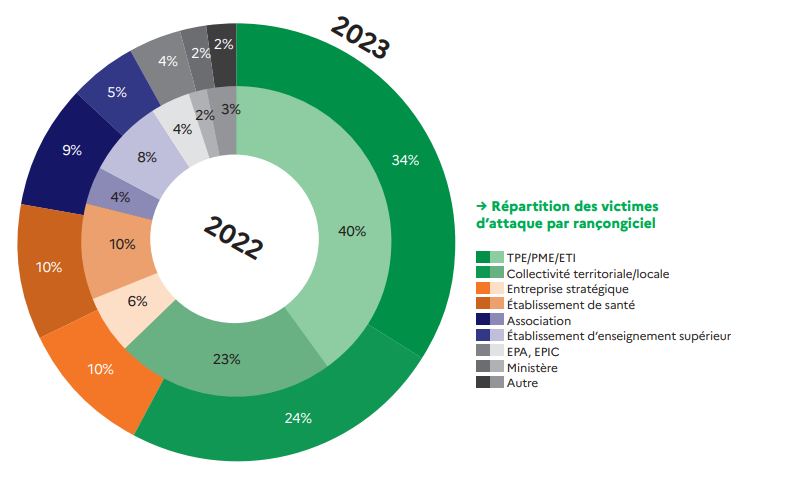 2023
2%
2%
4%
5%
9%
10%
10%
24%
34%
3%
2%
4%
8%
4%
10%
6%
23%
40%
2022
→ Répartition des victimes
d’attaque par rançongiciel
TPE/PME/ETI
Collectivité territoriale/locale
Entreprise stratégique
Établissement de santé
Association
Établissement d’enseignement supérieur
EPA, EPIC
Ministère
Autre